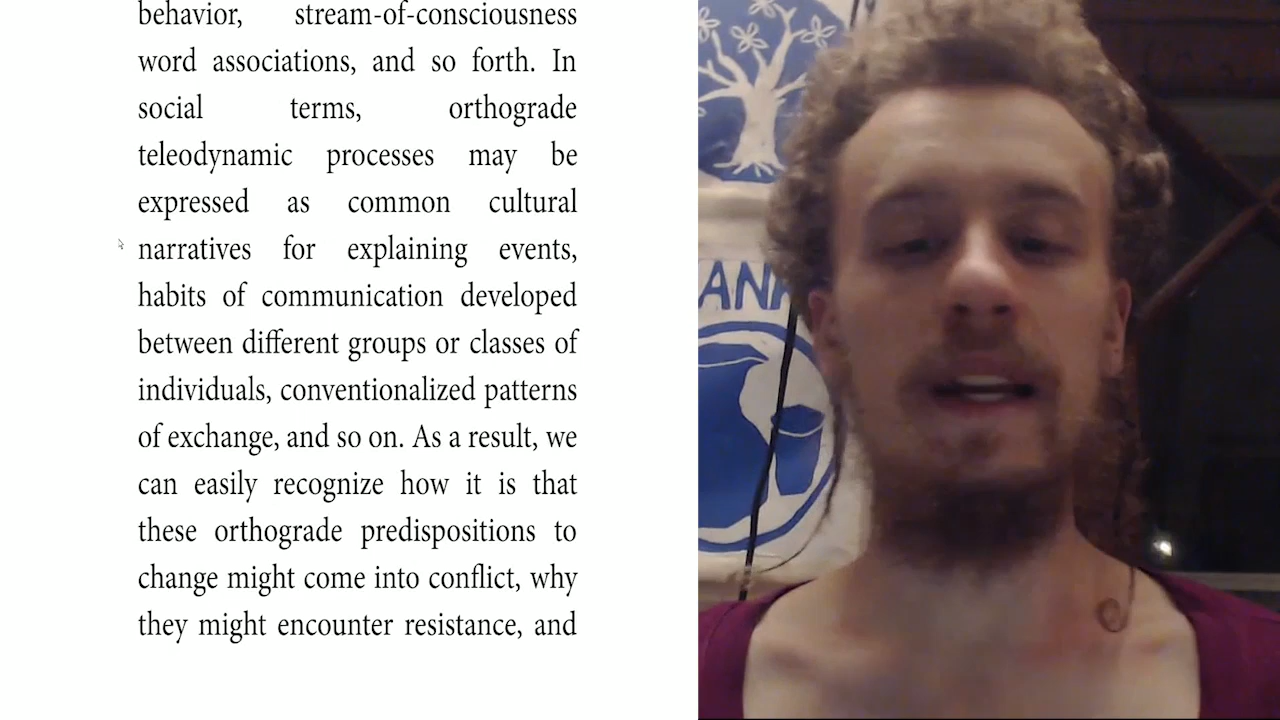 behavior, stream-of-consciousness
word associations, and so forth. In
social terms, orthograde
teleodynamic processes may be
expressed as common cultural
narratives for explaining events,
habits of communication developed
between different groups or classes of
individuals, conventionalized patterns
of exchange, and so on. As a result, we
can easily recognize how it is that
these orthograde predispositions to
change might come into conflict, why
they might encounter resistance, and